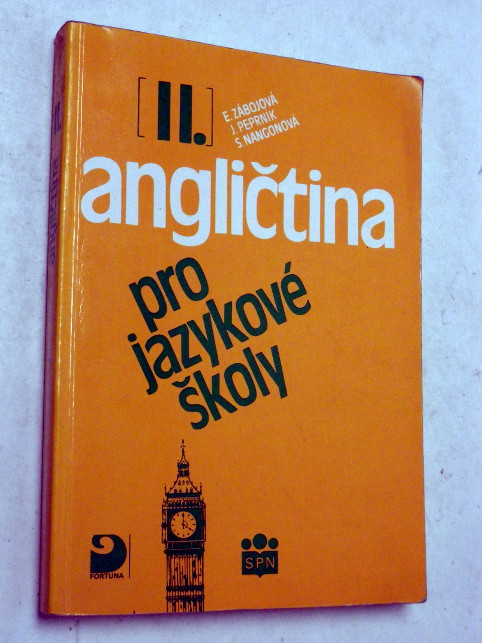 [II.]
E. ZÁBOJOVÁ
J. PEPRNÍK
S. NANGONOVÁ
angličtina
pro
jazykové
školy
FORTUNA
SPN